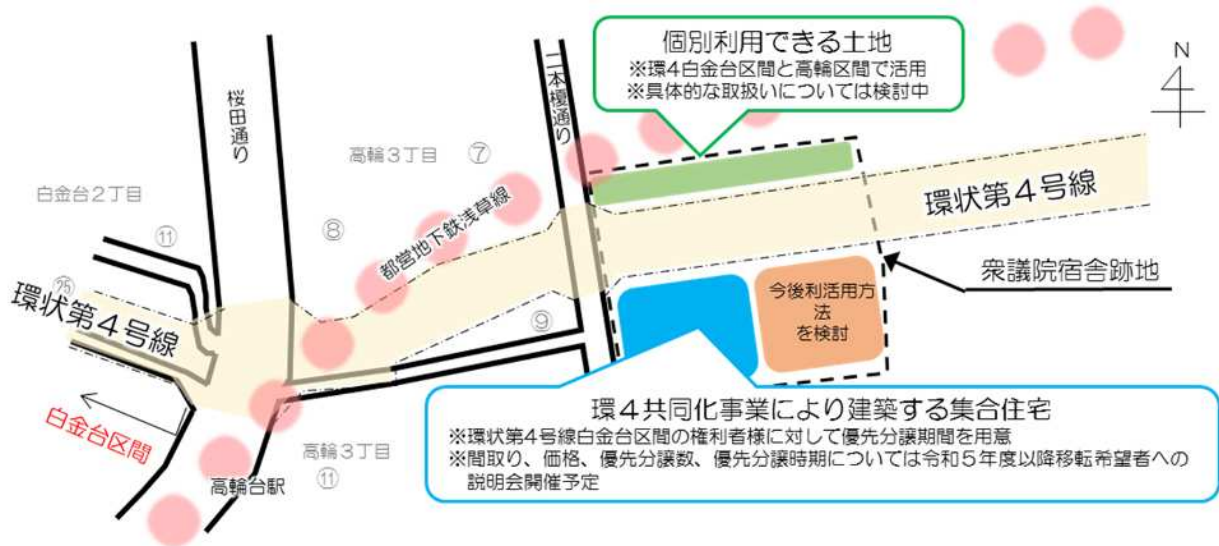 個別利用できる土地
※環4白金台区間と高輪区間で活用
※具体的な取扱いについては検討中
N
桜田通り
二本榎通り
高輪3丁目 ⑦
白金台2丁目
⑪
⑧
都営地下鉄浅草線
環状第4号線
衆議院宿舎跡地
㉕
環状第4号線
⑨
今後利活用方
法
を検討
白金台区間
高輪3丁目
⑪
高輪台駅
環4共同化事業により建築する集合住宅
※環状第4号線白金台区間の権利者様に対して優先分譲期間を用意
※間取り、価格、優先分譲数、優先分譲時期については令和5年度以降移転希望者への
説明会開催予定